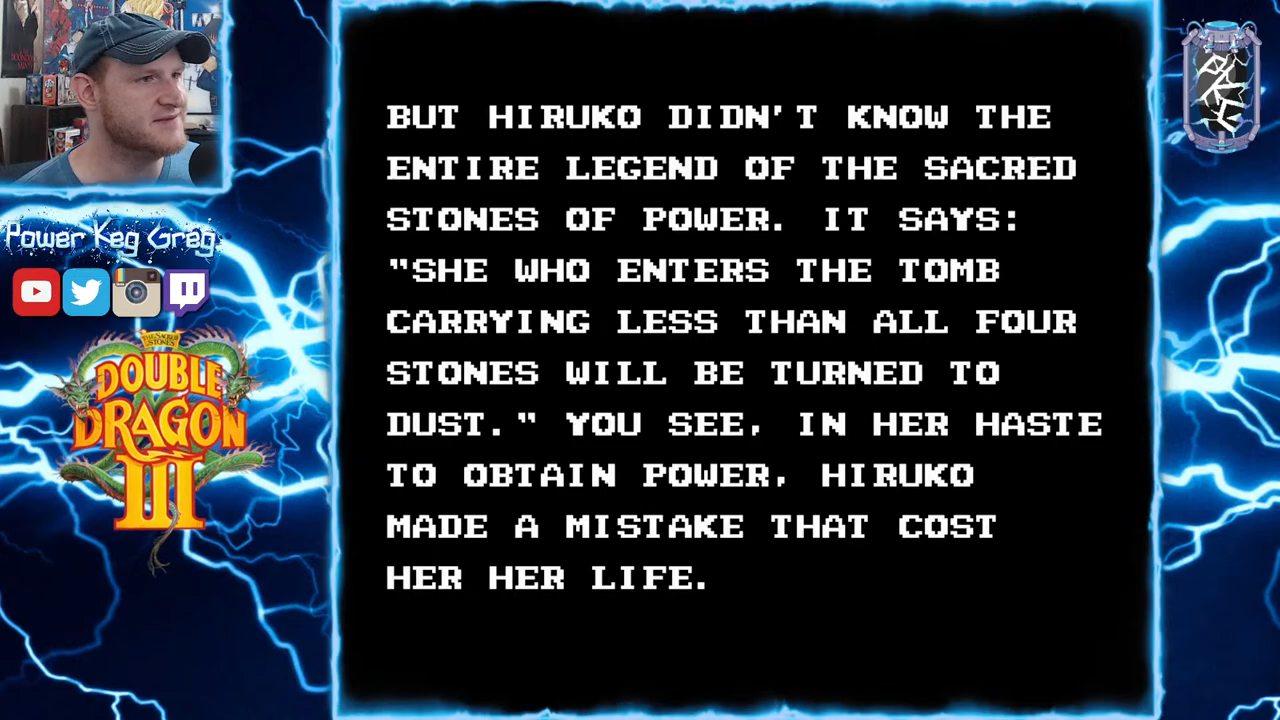 BUT HIRUKO DIDN'T KNOW THE
ENTIRE LEGEND OF THE SACRED
STONES OF POWER. IT SAYS:
"SHE WHO ENTERS THE TOMB
CARRYING LESS THAN ALL FOUR
STONES WILL BE TURNED TO
DUST." YOU SEE, IN HER HASTE
TO OBTAIN POWER, HIRUKO
MADE A MISTAKE THAT COST
HER HER LIFE.
Power Keg Greg
THE SACRED
STONES
DOUBLE
DRAGON
III